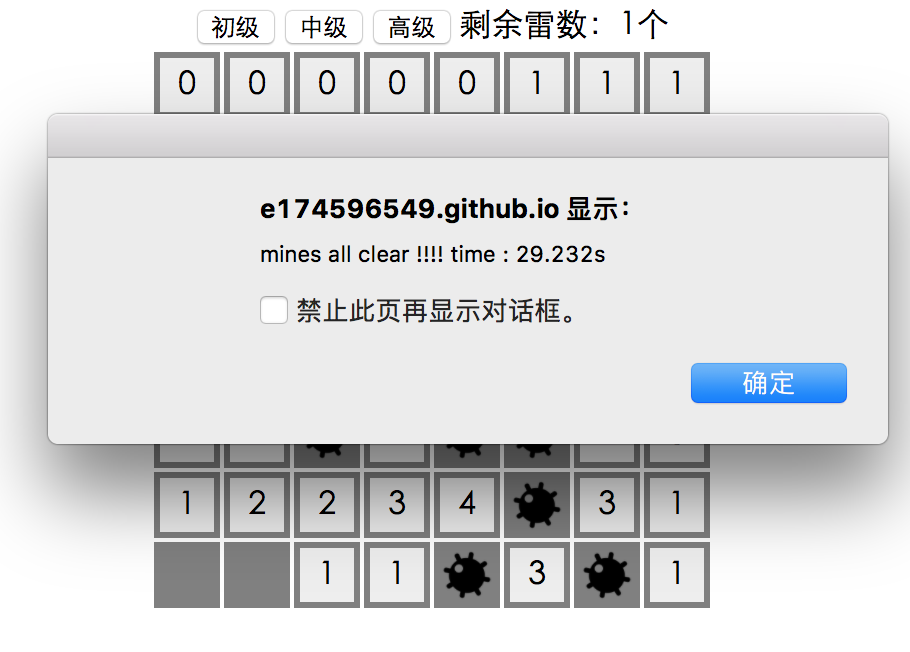 初级 中级 高级 剩余雷数：1个
0 0 0 0 0 1 1 1
e174596549.github.io 显示：
mines all clear !!!! time : 29.232s
禁止此页再显示对话框。
确定
1 2 2 3 4 3 1
1 1 3 1